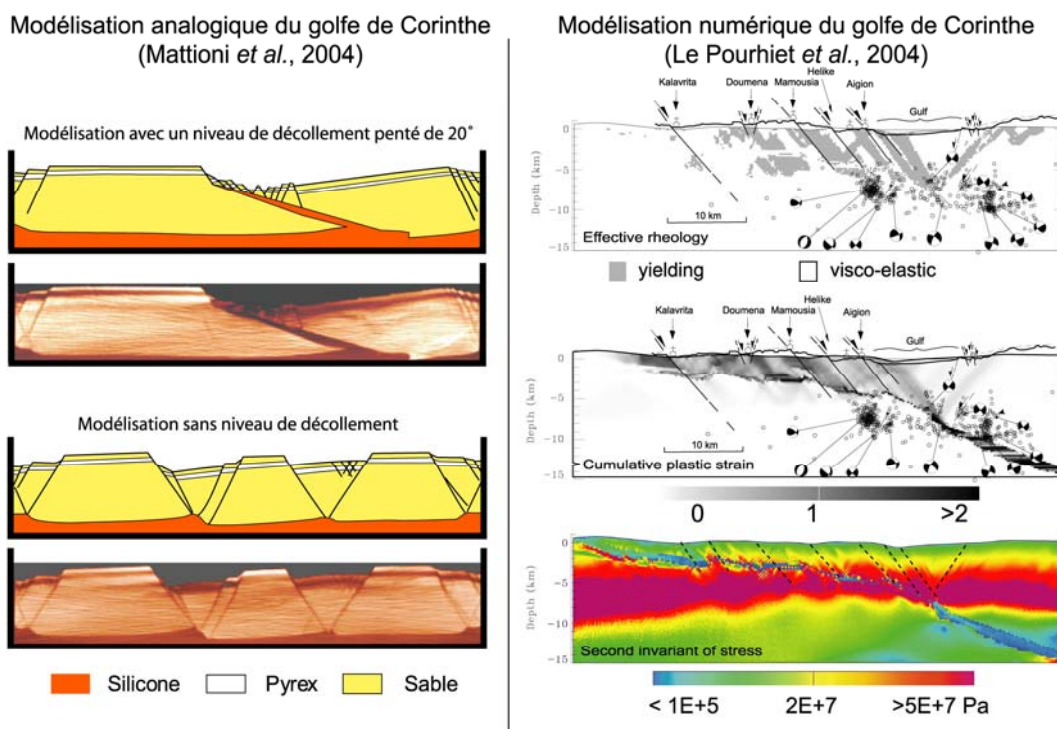 Modélisation analogique du golfe de Corinthe
(Mattioni et al., 2004)
Modélisation avec un niveau de décollement penté de 20°
Modélisation sans niveau de décollement
Silicone
Pyrex
Sable
Modélisation numérique du golfe de Corinthe
(Le Pourhiet et al., 2004)
Helike
Kalavrita
Doumena
Mamousia
Aigion
Gulf
0
-5
-10
-15
Depth (km)
10 km
Effective rheology
yielding
visco-elastic
Helike
Kalavrita
Doumena
Mamousia
Aigion
Gulf
0
-5
-10
-15
Depth (km)
10 km
Cumulative plastic strain
0
1
>2
0
-5
-10
-15
Depth (km)
Second invariant of stress
< 1E+5
2E+7
>5E+7 Pa